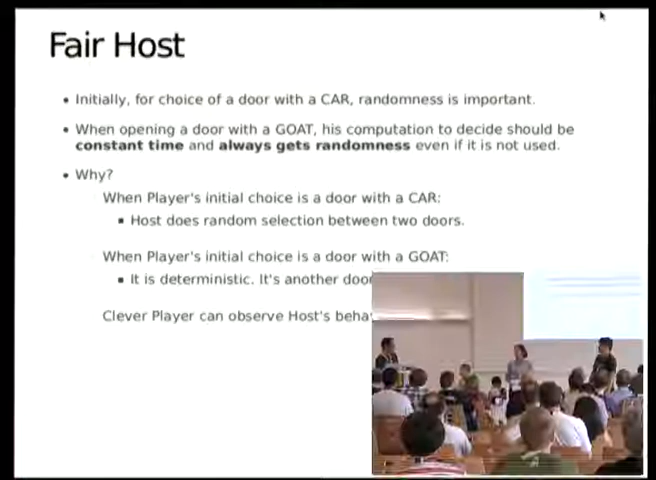 Fair Host
• Initially, for choice of a door with a CAR, randomness is important.
• When opening a door with a GOAT, his computation to decide should be
constant time and always gets randomness even if it is not used.
• Why?
When Player's initial choice is a door with a CAR:
▪ Host does random selection between two doors.
When Player's initial choice is a door with a GOAT:
▪ It is deterministic. It's another door
Clever Player can observe Host's